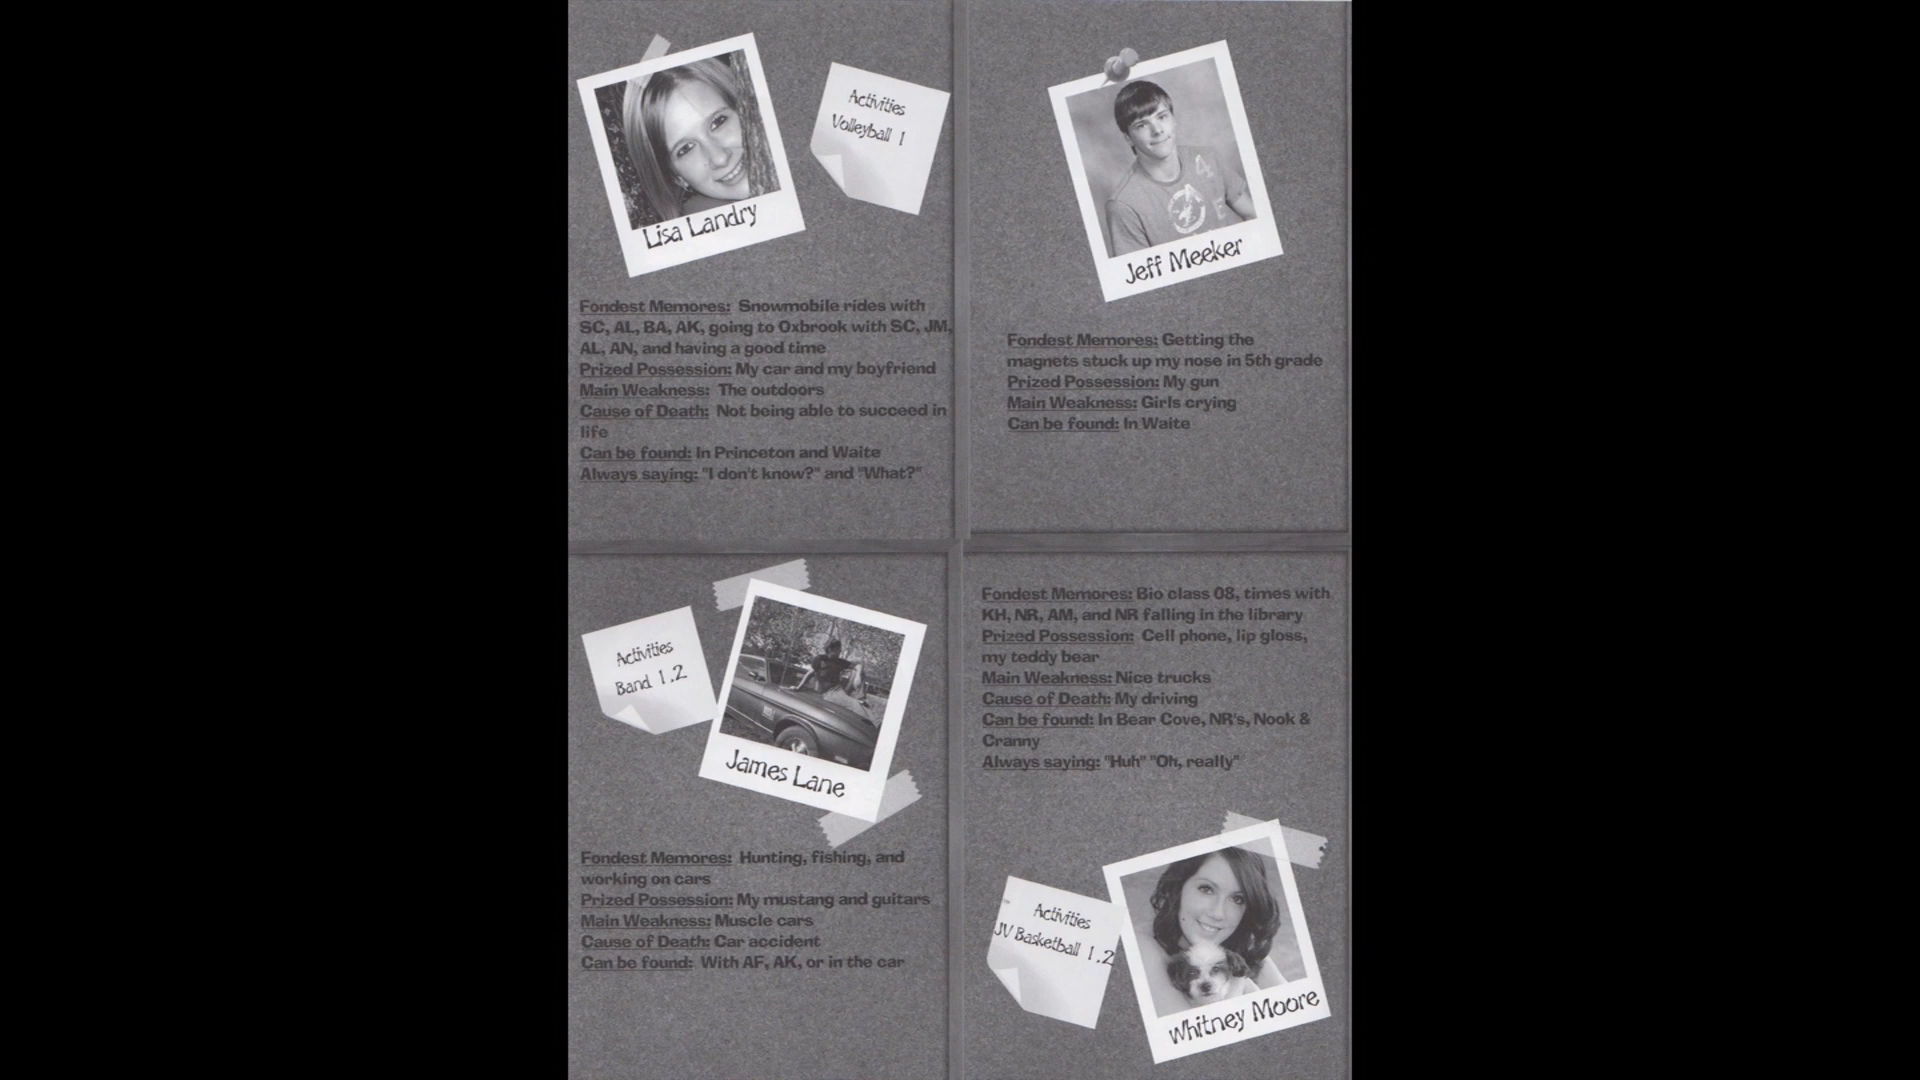 Lisa Landry
Activities
Volleyball 1
Fondest Memores: Snowmobile rides with
SC, AL, BA, AK, going to Oxbrook with SC, JM,
AL, AN, and having a good time
Prized Possession: My car and my boyfriend
Main Weakness: The outdoors
Cause of Death: Not being able to succeed in
life
Can be found: In Princeton and Waite
Always saying: "I don't know?" and "What?"
Jeff Meeker
Fondest Memores: Getting the
magnets stuck up my nose in 5th grade
Prized Possession: My gun
Main Weakness: Girls crying
Can be found: In Waite
Activities
Band 1,2
James Lane
Fondest Memores: Hunting, fishing, and
working on cars
Prized Possession: My mustang and guitars
Main Weakness: Muscle cars
Cause of Death: Car accident
Can be found: With AF, AK, or in the car
Fondest Memores: Bio class 08, times with
KH, NR, AM, and NR falling in the library
Prized Possession: Cell phone, lip gloss,
my teddy bear
Main Weakness: Nice trucks
Cause of Death: My driving
Can be found: In Bear Cove, NR's, Nook &
Cranny
Always saying: "Huh" "Oh, really"
Activities
JV Basketball 1,2
Whitney Moore